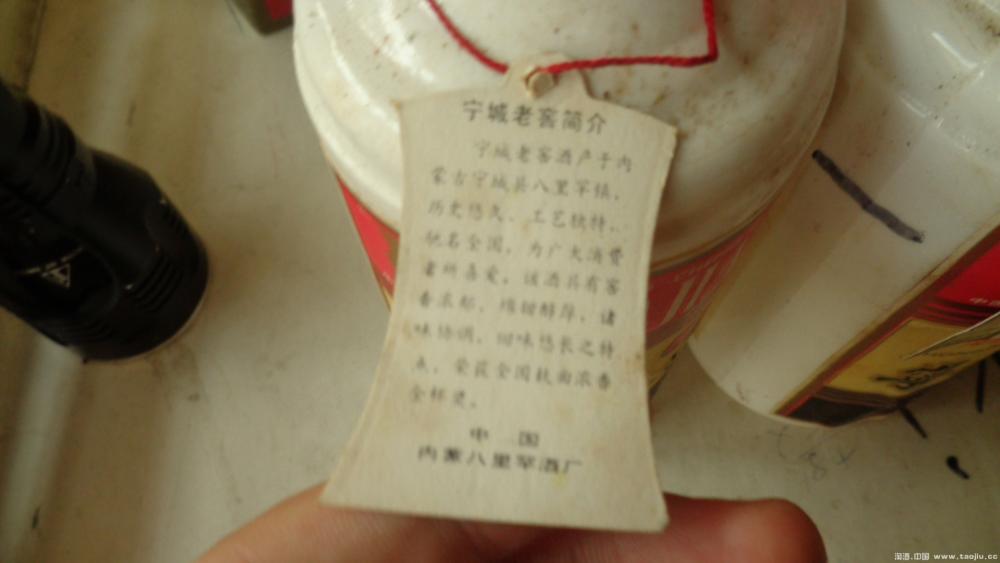 宁城老窖简介
宁城老窖酒产于内
蒙古宁城县八里罕镇，
历史悠久、工艺独特，
驰名全国，为广大消费
者所喜爱。该酒具有窖
香浓郁，绵甜醇厚，诸
味协调，回味悠长之特
点，荣获全国麸曲浓香
金杯奖。
中国
内蒙八里罕酒厂
淘酒.中国 www.taojiu.cc